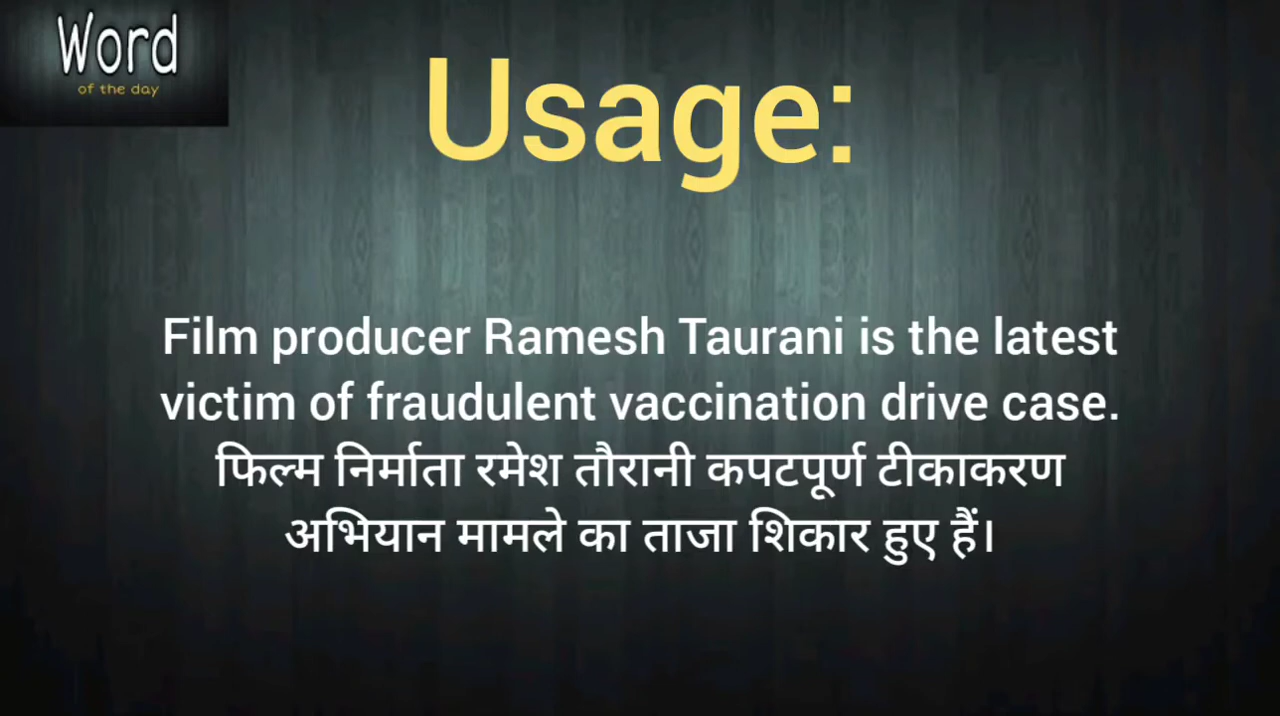 Word
of the day
Usage:
Film producer Ramesh Taurani is the latest
victim of fraudulent vaccination drive case.
फिल्म निर्माता रमेश तौरानी कपटपूर्ण टीकाकरण
अभियान मामले का ताजा शिकार हुए हैं।